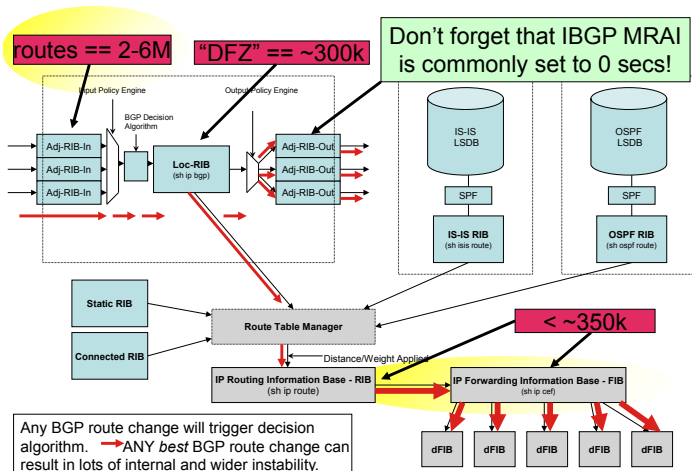 routes == 2-6M
“DFZ” == ~300k
Don’t forget that IBGP MRAI
is commonly set to 0 secs!
Input Policy Engine
Output Policy Engine
BGP Decision
Algorithm
Adj-RIB-In
Adj-RIB-In
Adj-RIB-In
Loc-RIB
(sh ip bgp)
Adj-RIB-Out
Adj-RIB-Out
Adj-RIB-Out
IS-IS
LSDB
OSPF
LSDB
SPF
SPF
IS-IS RIB
(sh isis route)
OSPF RIB
(sh ospf route)
Static RIB
Connected RIB
Route Table Manager
< ~350k
Distance/Weight Applied
IP Routing Information Base - RIB
(sh ip route)
IP Forwarding Information Base - FIB
(sh ip cef)
Any BGP route change will trigger decision
algorithm. ANY best BGP route change can
result in lots of internal and wider instability.
dFIB
dFIB
dFIB
dFIB
dFIB